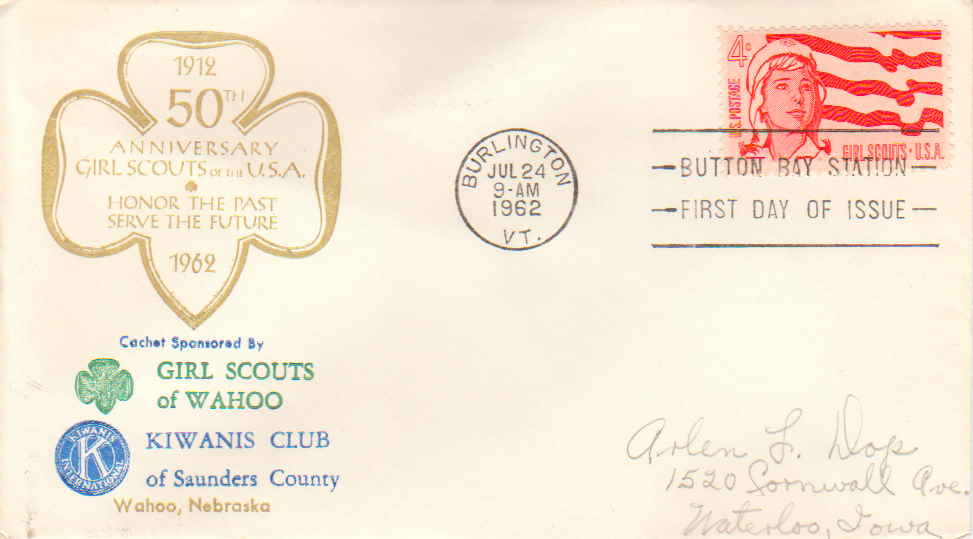 1912
50TH
ANNIVERSARY
GIRL SCOUTS OF THE U.S.A.
HONOR THE PAST
SERVE THE FUTURE
1962
Cachet Sponsored By
GIRL SCOUTS
of WAHOO
KIWANIS INTERNATIONAL
K
KIWANIS CLUB
of Saunders County
Wahoo, Nebraska
BURLINGTON
JUL 24
9-AM
1962
VT.
4¢
U.S. POSTAGE
GIRL SCOUTS · U.S.A.
BUTTON BAY STATION
FIRST DAY OF ISSUE
Arlen L. Dop
1520 Cornwall Ave.
Waterloo, Iowa